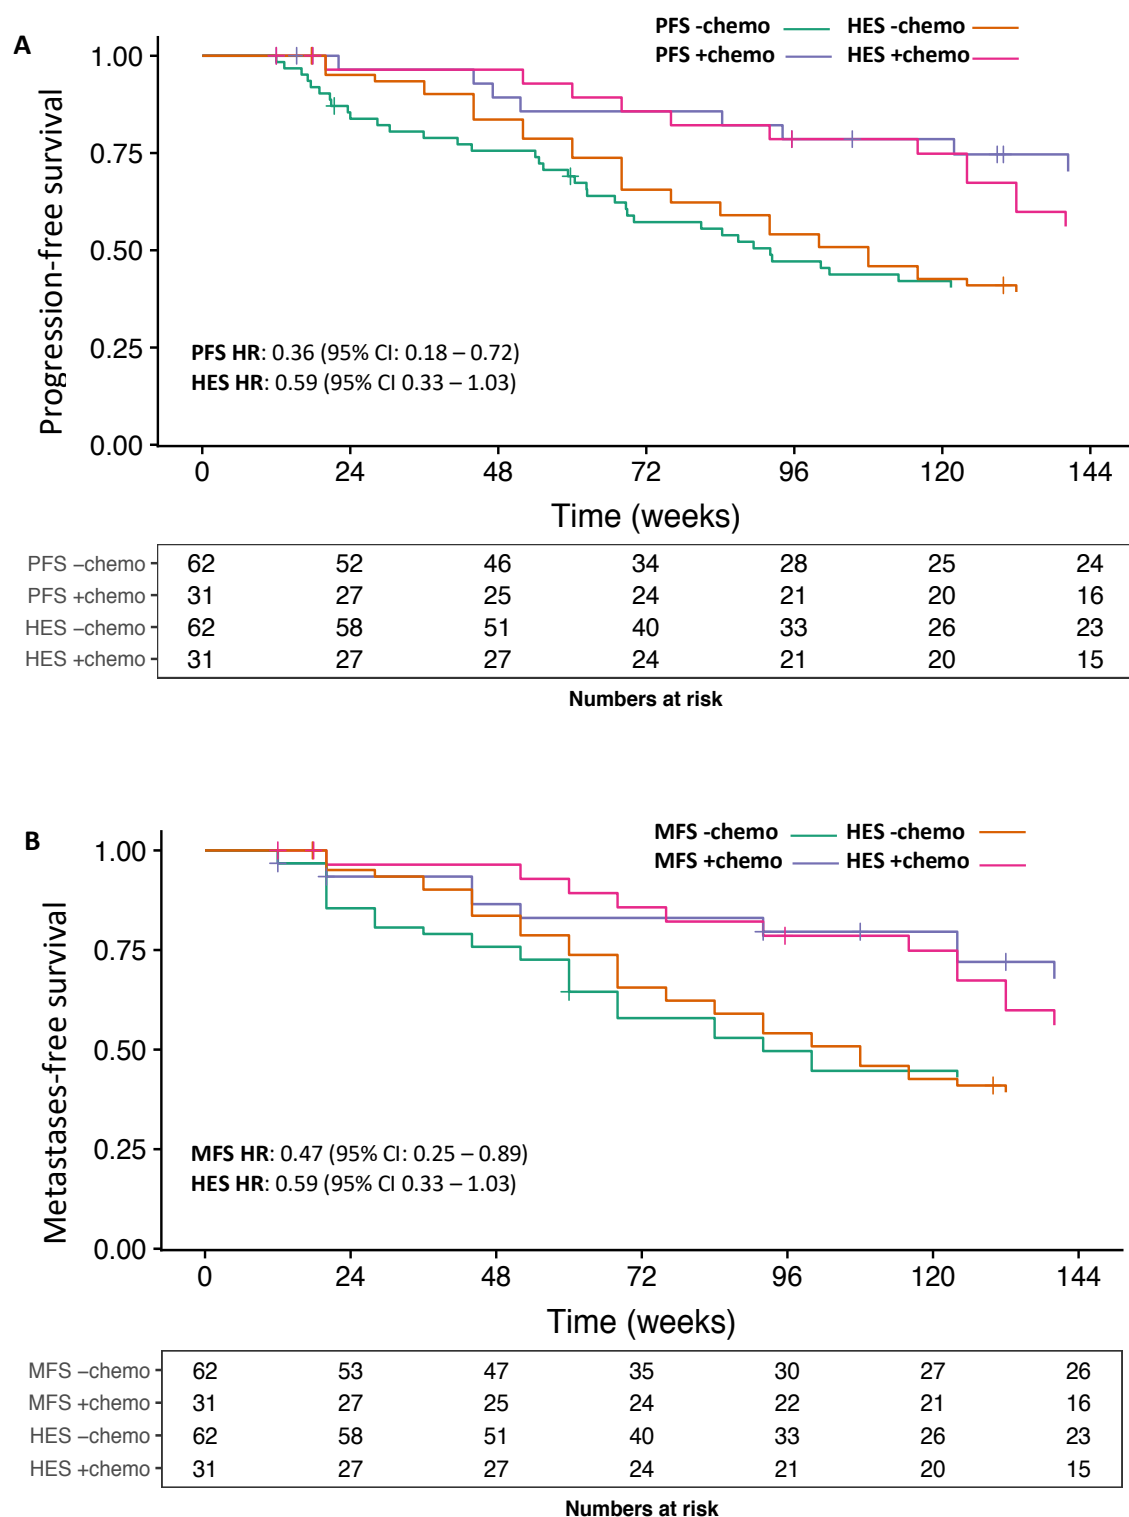 A
PFS -chemo HES -chemo
PFS +chemo HES +chemo
1.00
0.75
0.50
0.25
0.00
Progression-free survival
PFS HR: 0.36 (95% CI: 0.18 – 0.72)
HES HR: 0.59 (95% CI 0.33 – 1.03)
0 24 48 72 96 120 144
Time (weeks)
PFS −chemo 62 52 46 34 28 25 24
PFS +chemo 31 27 25 24 21 20 16
HES −chemo 62 58 51 40 33 26 23
HES +chemo 31 27 27 24 21 20 15
Numbers at risk
B
MFS -chemo HES -chemo
MFS +chemo HES +chemo
1.00
0.75
0.50
0.25
0.00
Metastases-free survival
MFS HR: 0.47 (95% CI: 0.25 – 0.89)
HES HR: 0.59 (95% CI 0.33 – 1.03)
0 24 48 72 96 120 144
Time (weeks)
MFS −chemo 62 53 47 35 30 27 26
MFS +chemo 31 27 25 24 22 21 16
HES −chemo 62 58 51 40 33 26 23
HES +chemo 31 27 27 24 21 20 15
Numbers at risk